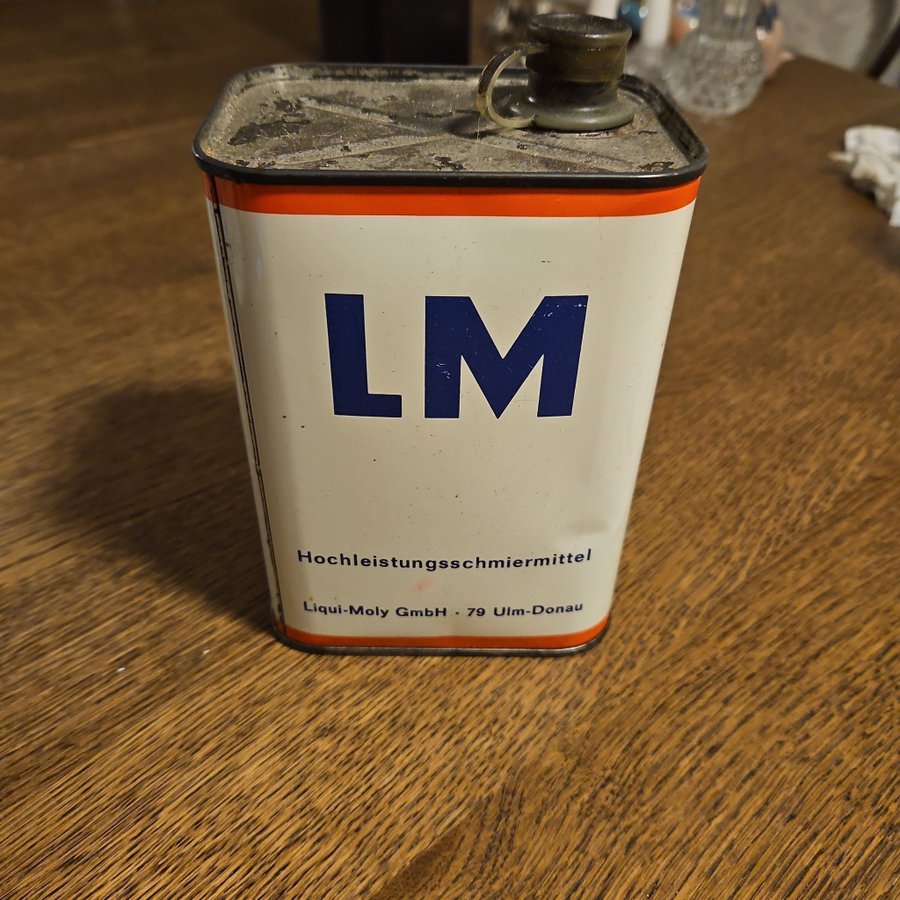 LM
Hochleistungsschmiermittel
Liqui-Moly GmbH · 79 Ulm-Donau